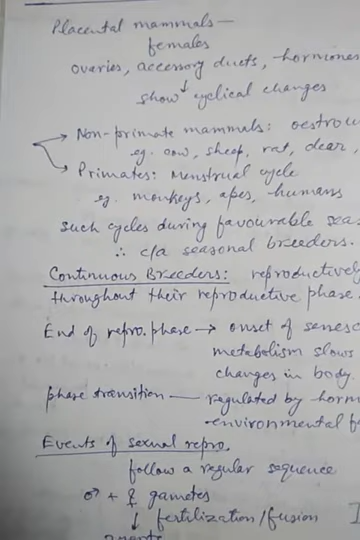 Placental mammals —
females
ovaries, accessory ducts, hormones
↓
show cyclical changes
→ Non-primate mammals: oestrou
eg. cow, sheep, rat, dear,
→ Primates: menstrual cycle
eg. monkeys, apes, humans
such cycles during favourable sea
∴ c/a seasonal breeders.
Continuous Breeders: reproductively
throughout their reproductive phase.
End of repro. phase → onset of senesc
metabolism slows
changes in body.
phase transition — regulated by horm
environmental f
Events of sexual repro.
follow a regular sequence
♂ + ♀ gametes
↓ fertilization/fusion